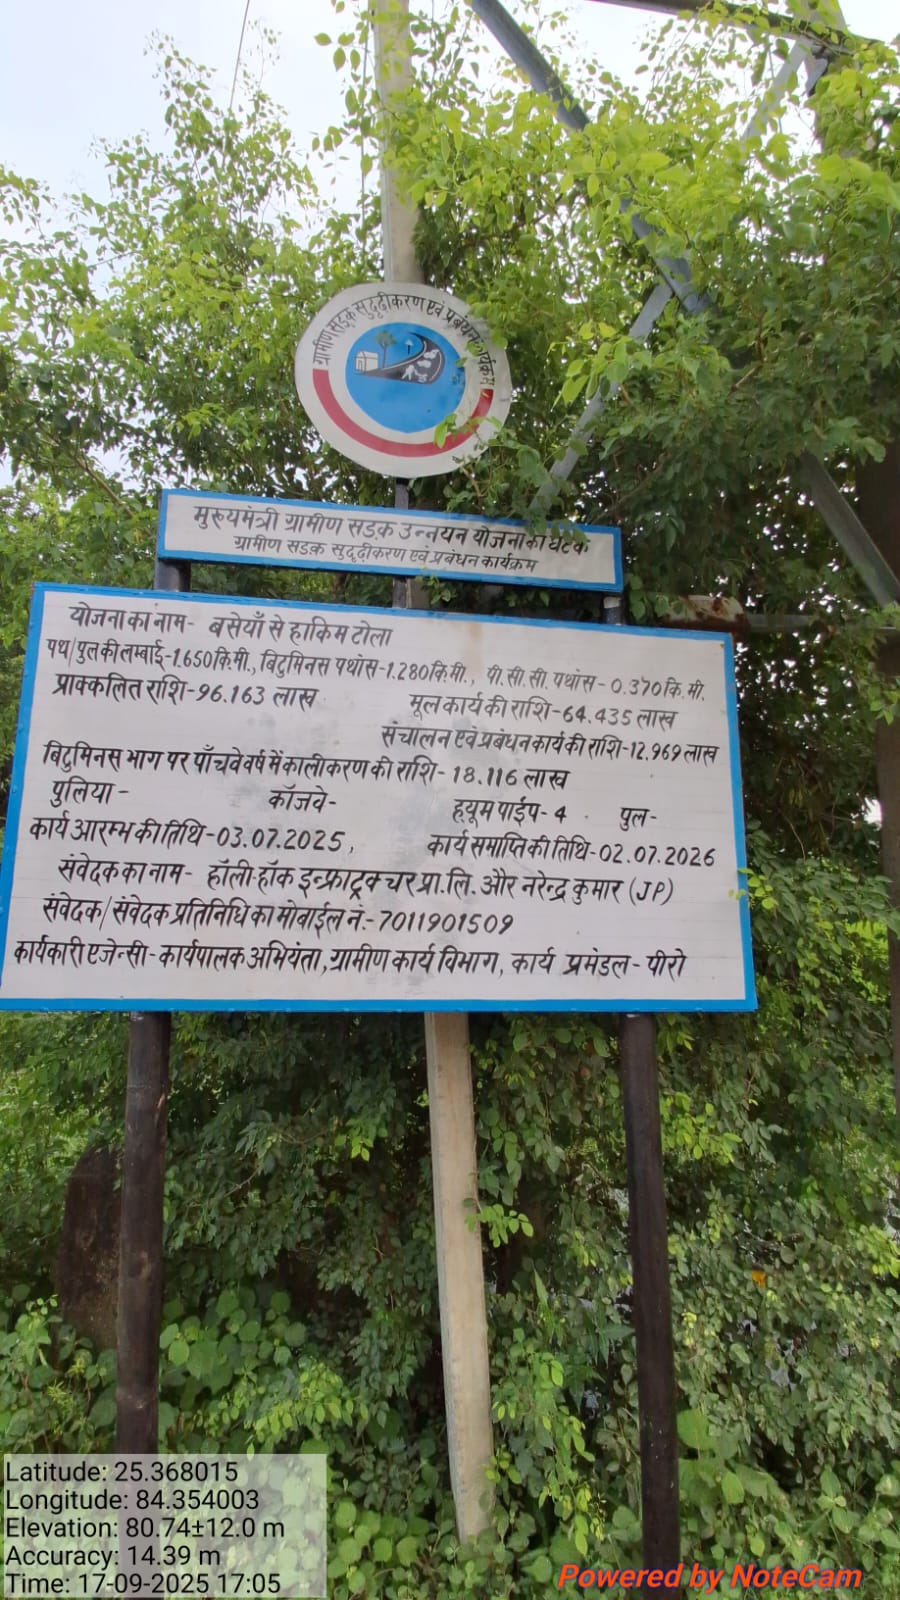 ग्रामीण सड़क सुदृढ़ीकरण एवं प्रबंधन कार्यक्रम
मुख्यमंत्री ग्रामीण सड़क उन्नयन योजना का घटक
ग्रामीण सड़क सुदृढ़ीकरण एवं प्रबंधन कार्यक्रम
योजना का नाम- बसेयाँ से हाकिम टोला
पथ/पुल की लम्बाई-1.650 कि.मी., बिटुमिनस पथांस-1.280 कि.मी., पी.सी.सी. पथांस-0.370 कि.मी.
प्राक्कलित राशि-96.163 लाख मूल कार्य की राशि-64.435 लाख
संचालन एवं प्रबंधन कार्य की राशि-12.969 लाख
बिटुमिनस भाग पर पाँचवे वर्ष में कालीकरण की राशि- 18.116 लाख
पुलिया- कॉजवे- ह्यूम पाईप-4 पुल-
कार्य आरम्भ की तिथि-03.07.2025, कार्य समाप्ति की तिथि-02.07.2026
संवेदक का नाम- हॉली हॉक इन्फ्राट्रक्चर प्रा.लि. और नरेन्द्र कुमार (JP)
संवेदक/संवेदक प्रतिनिधि का मोबाईल नं.- 7011901509
कार्यकारी एजेन्सी-कार्यपालक अभियंता, ग्रामीण कार्य विभाग, कार्य प्रमंडल-पीरो
Latitude: 25.368015
Longitude: 84.354003
Elevation: 80.74±12.0 m
Accuracy: 14.39 m
Time: 17-09-2025 17:05
Powered by NoteCam